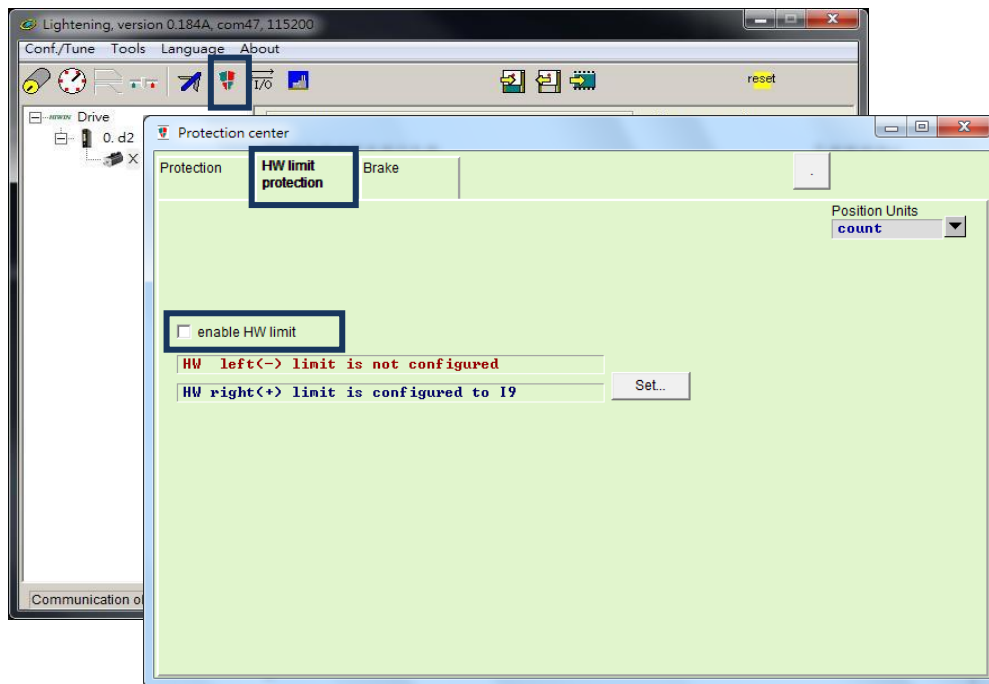 Lightening, version 0.184A, com47, 115200
Conf./Tune Tools Language About
I/O
reset
HIWIN Drive
0. d2
X
Protection center
Protection
HW limit
protection
Brake
.
Position Units
count
enable HW limit
HW left(-) limit is not configured
HW right(+) limit is configured to I9
Set...
Communication o